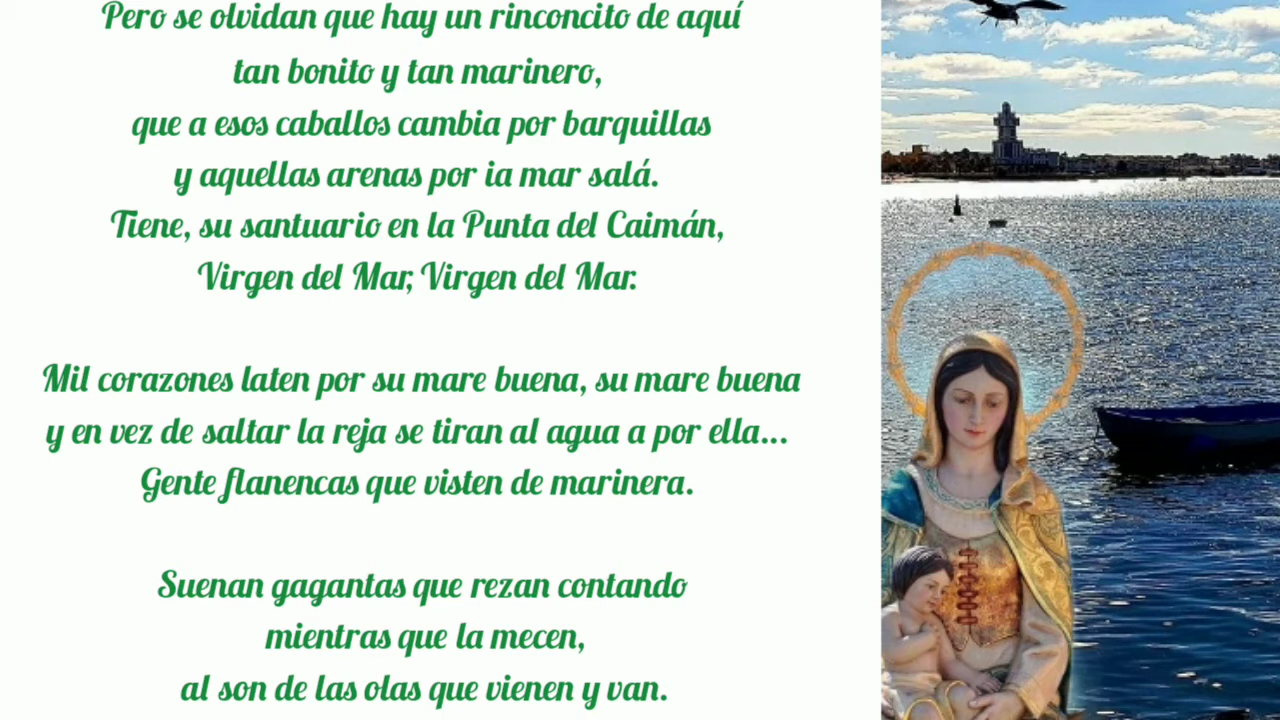 Pero se olvidan que hay un rinconcito de aquí
tan bonito y tan marinero,
que a esos caballos cambia por barquillas
y aquellas arenas por ia mar salá.
Tiene, su santuario en la Punta del Caimán,
Virgen del Mar, Virgen del Mar.
Mil corazones laten por su mare buena, su mare buena
y en vez de saltar la reja se tiran al agua a por ella...
Gente flanencas que visten de marinera.
Suenan gagantas que rezan contando
mientras que la mecen,
al son de las olas que vienen y van.